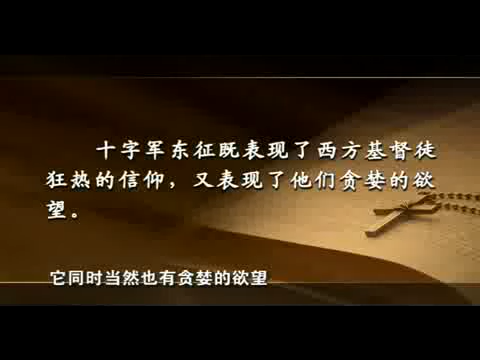 十字军东征既表现了西方基督徒
狂热的信仰，又表现了他们贪婪的欲
望。
它同时当然也有贪婪的欲望